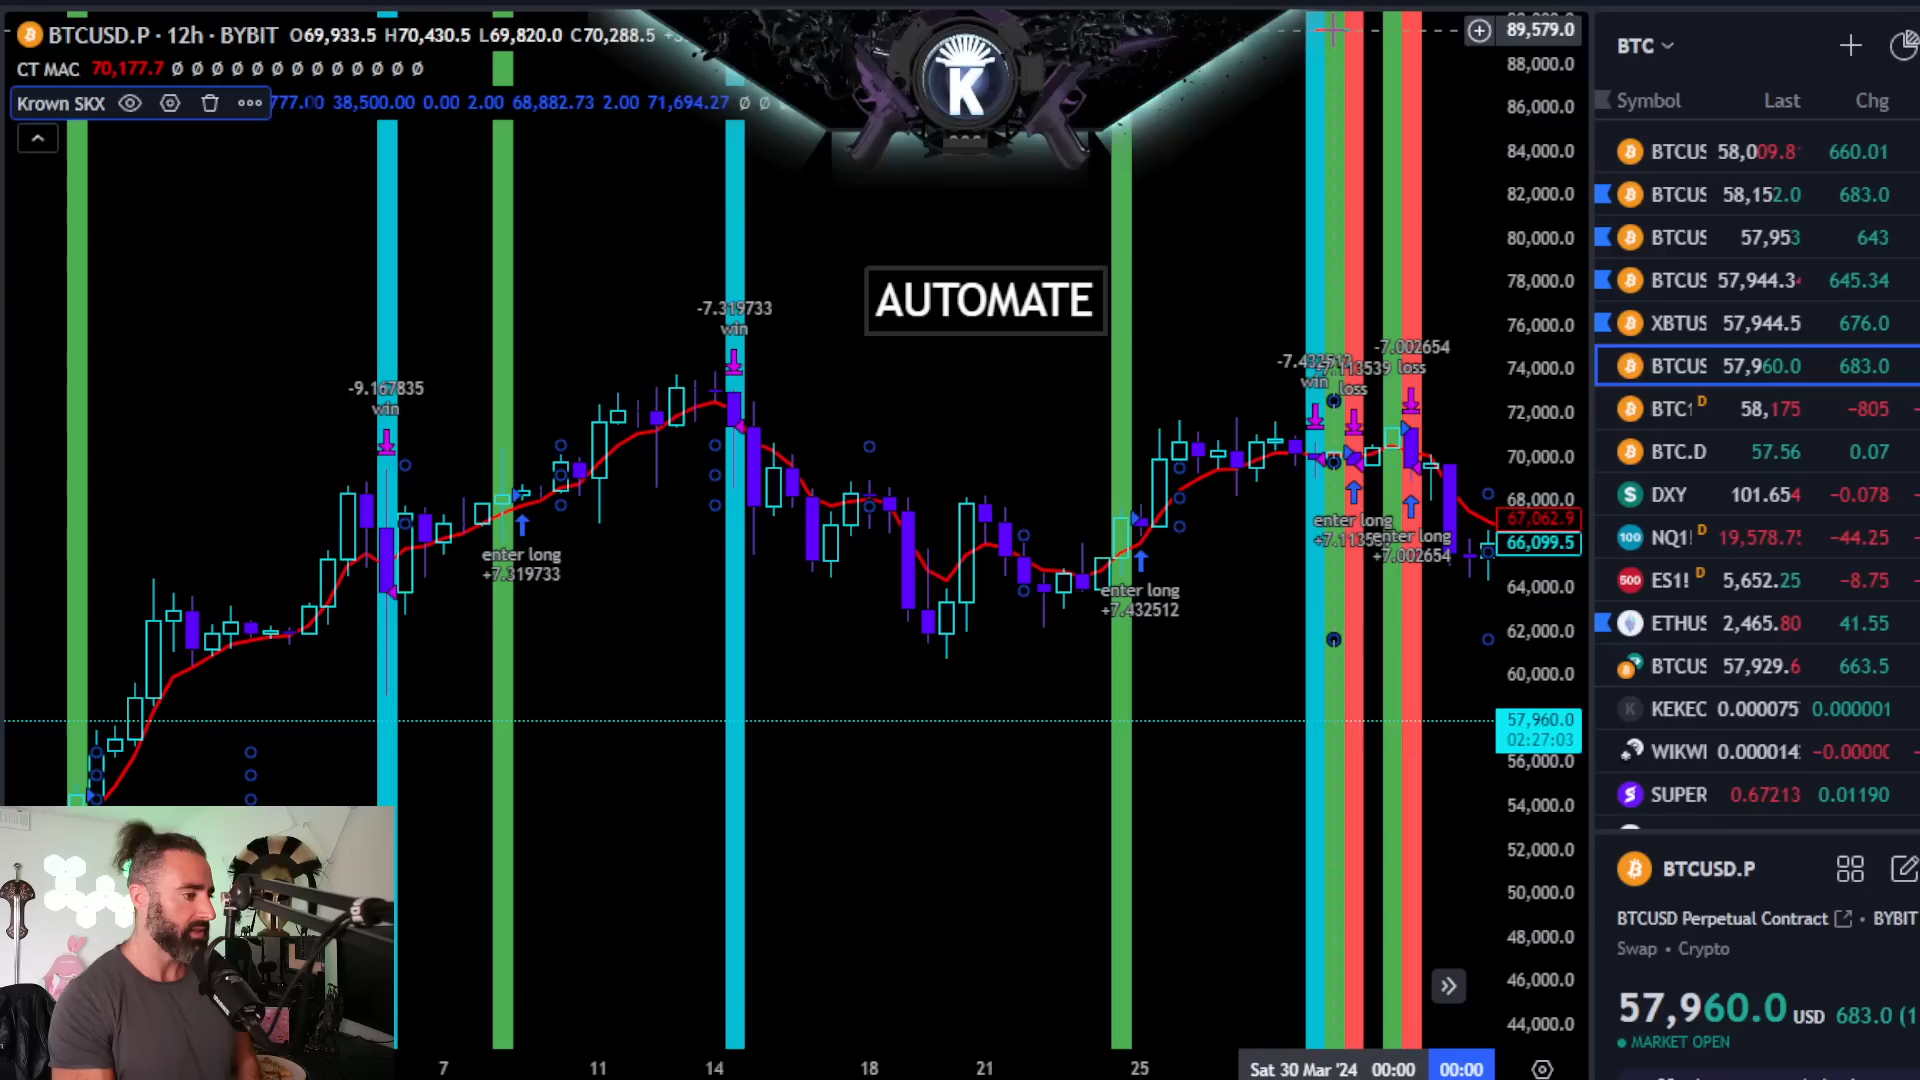 BTCUSD.P · 12h · BYBIT O69,933.5 H70,430.5 L69,820.0 C70,288.5
CT MAC 70,177.7 Ø Ø Ø Ø Ø Ø Ø Ø Ø Ø Ø Ø Ø
Krown SKX 777.00 38,500.00 0.00 2.00 68,882.73 2.00 71,694.27 Ø Ø
K
AUTOMATE
-9.167835
win
-7.319733
win
enter long
+7.319733
enter long
+7.432512
win
loss
-7.002654
loss
enter long
enter long
+7.002654
89,579.0
88,000.0
86,000.0
84,000.0
82,000.0
80,000.0
78,000.0
76,000.0
74,000.0
72,000.0
70,000.0
68,000.0
67,062.9
66,099.5
64,000.0
62,000.0
60,000.0
57,960.0
02:27:03
56,000.0
54,000.0
52,000.0
50,000.0
48,000.0
46,000.0
44,000.0
7 11 14 18 21 25 Sat 30 Mar '24 00:00 00:00
BTC
Symbol Last Chg
BTCUS 58,009.8 660.01
BTCUS 58,152.0 683.0
BTCUS 57,953 643
BTCUS 57,944.3 645.34
XBTUS 57,944.5 676.0
BTCUS 57,960.0 683.0
BTC1 D 58,175 −805
BTC.D 57.56 0.07
$ DXY 101.654 −0.078
100 NQ1! D 19,578.75 −44.25
500 ES1! D 5,652.25 −8.75
ETHUS 2,465.80 41.55
BTCUS 57,929.6 663.5
K KEKEC 0.000075 0.000001
WIKWI 0.000014 −0.0000
SUPER 0.67213 0.01190
BTCUSD.P
BTCUSD Perpetual Contract · BYBIT
Swap • Crypto
57,960.0 USD 683.0 (1
MARKET OPEN